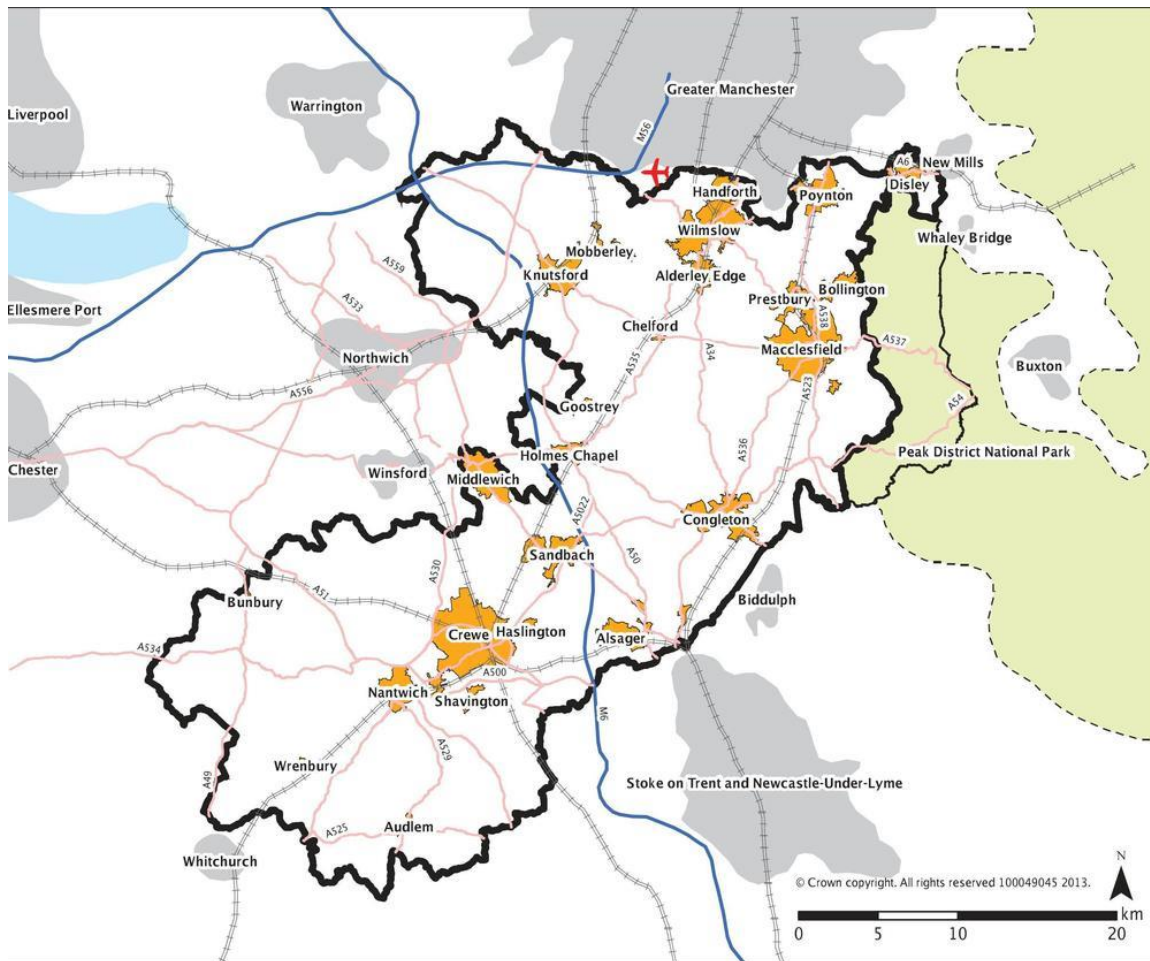 Greater Manchester
Liverpool
Warrington
M56
A6
New Mills
Disley
Handforth
Poynton
Wilmslow
Whaley Bridge
Mobberley
Knutsford
Alderley Edge
A559
A533
Ellesmere Port
Prestbury
Bollington
A538
Chelford
A537
Northwich
A535
A34
Macclesfield
Buxton
A556
A523
A54
Goostrey
A536
Peak District National Park
Chester
Winsford
Holmes Chapel
Middlewich
A5022
Congleton
Sandbach
A50
A530
A51
Bunbury
Biddulph
Crewe
Haslington
Alsager
A534
A500
Nantwich
Shavington
M6
A529
Wrenbury
A49
Stoke on Trent and Newcastle-Under-Lyme
A525
Audlem
Whitchurch
N
© Crown copyright. All rights reserved 100049045 2013.
km
0 5 10 20